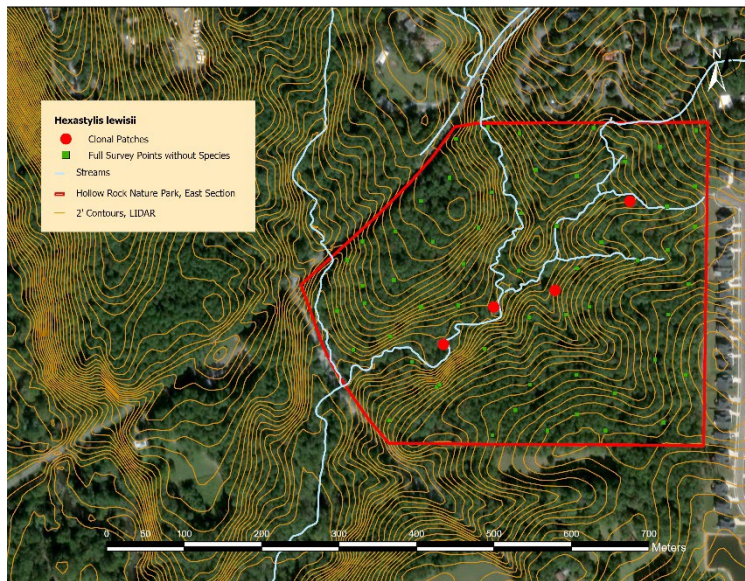 N
Hexastylis lewisii
Clonal Patches
Full Survey Points without Species
Streams
Hollow Rock Nature Park, East Section
2' Contours, LIDAR
0 50 100 200 300 400 500 600 700
Meters